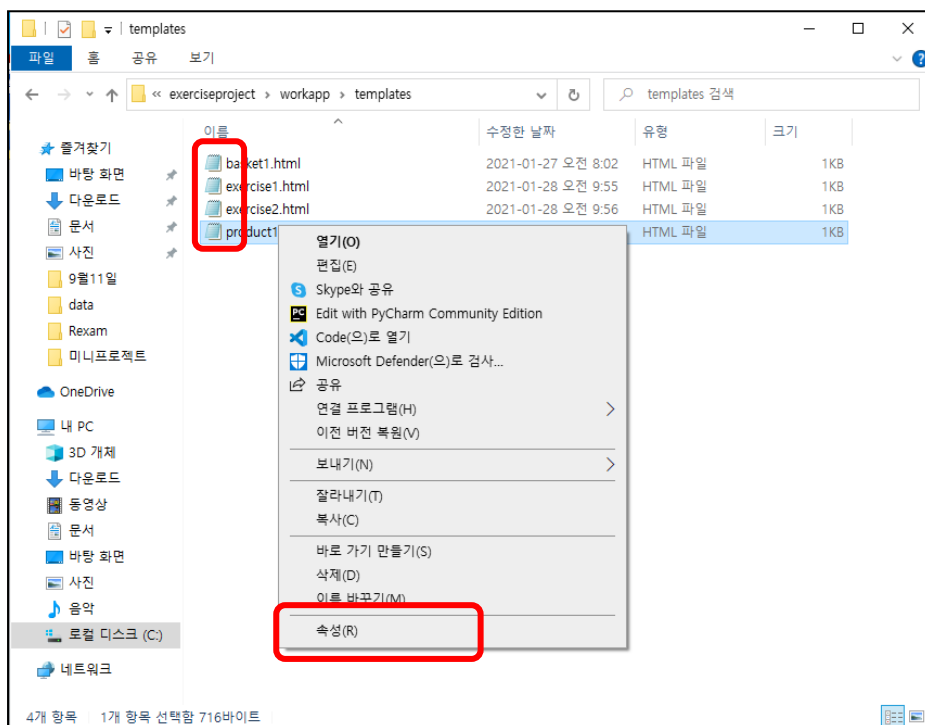 templates
파일 홈 공유 보기
« exerciseproject > workapp > templates templates 검색
이름 수정한 날짜 유형 크기
즐겨찾기
바탕 화면
다운로드
문서
사진
9월11일
data
Rexam
미니프로젝트
OneDrive
내 PC
3D 개체
다운로드
동영상
문서
바탕 화면
사진
음악
로컬 디스크 (C:)
네트워크
basket1.html 2021-01-27 오전 8:02 HTML 파일 1KB
exercise1.html 2021-01-28 오전 9:55 HTML 파일 1KB
exercise2.html 2021-01-28 오전 9:56 HTML 파일 1KB
product1 HTML 파일 1KB
열기(O)
편집(E)
Skype와 공유
PC Edit with PyCharm Community Edition
Code(으)로 열기
Microsoft Defender(으)로 검사...
공유
연결 프로그램(H)
이전 버전 복원(V)
보내기(N)
잘라내기(T)
복사(C)
바로 가기 만들기(S)
삭제(D)
이름 바꾸기(M)
속성(R)
4개 항목 1개 항목 선택함 716바이트